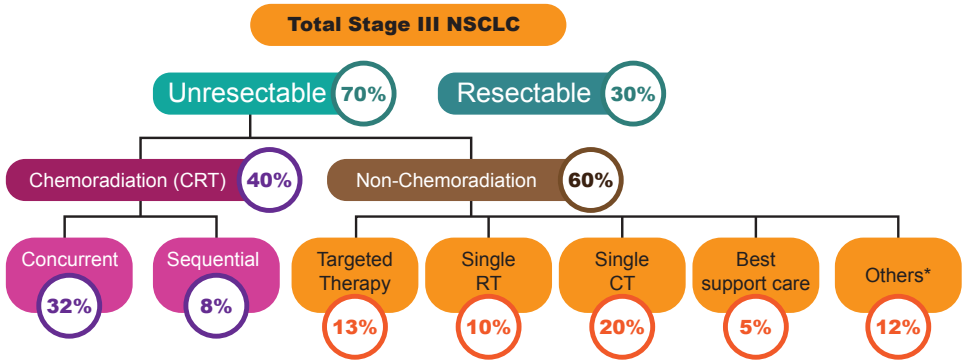 Total Stage III NSCLC
Unresectable 70%
Resectable 30%
Chemoradiation (CRT) 40%
Non-Chemoradiation 60%
Concurrent
32%
Sequential
8%
Targeted
Therapy
13%
Single
RT
10%
Single
CT
20%
Best
support care
5%
Others*
12%